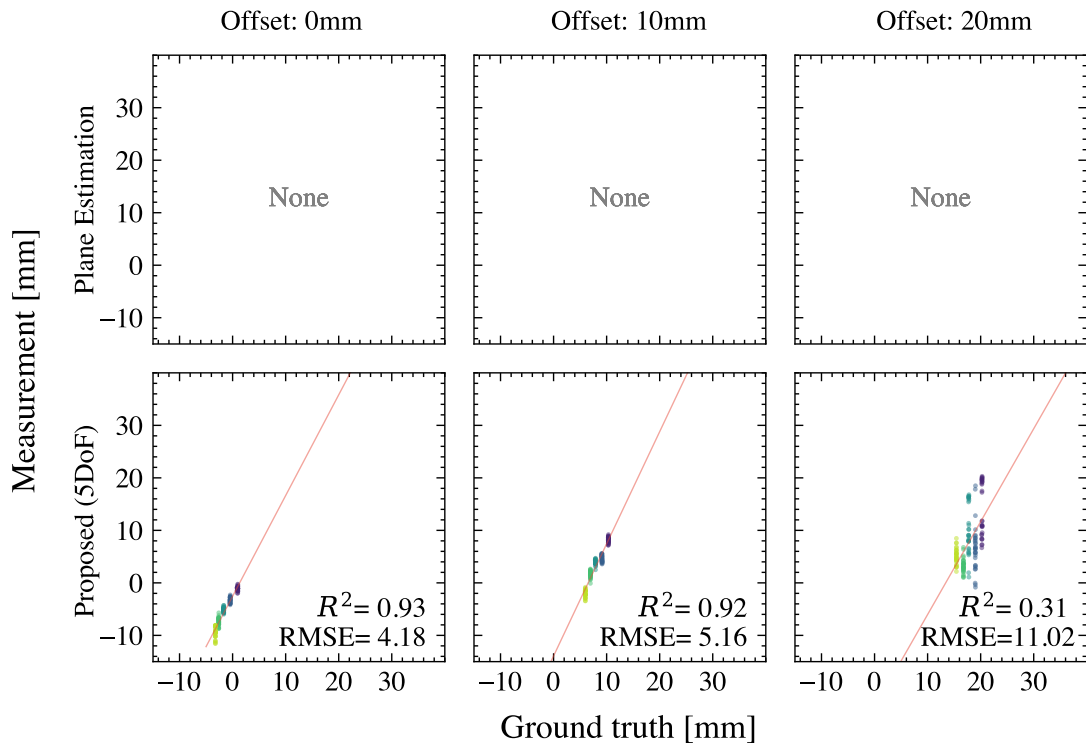 Offset: 0mm
Offset: 10mm
Offset: 20mm
Measurement [mm]
Plane Estimation
30
20
10
0
−10
None
None
None
Proposed (5DoF)
30
20
10
0
−10
R²= 0.93
RMSE= 4.18
R²= 0.92
RMSE= 5.16
R²= 0.31
RMSE=11.02
−10 0 10 20 30
−10 0 10 20 30
−10 0 10 20 30
Ground truth [mm]